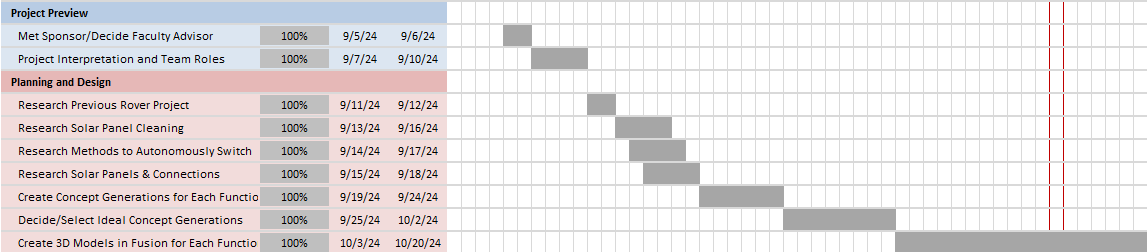 Project Preview
Met Sponsor/Decide Faculty Advisor 100% 9/5/24 9/6/24
Project Interpretation and Team Roles 100% 9/7/24 9/10/24
Planning and Design
Research Previous Rover Project 100% 9/11/24 9/12/24
Research Solar Panel Cleaning 100% 9/13/24 9/16/24
Research Methods to Autonomously Switch 100% 9/14/24 9/17/24
Research Solar Panels & Connections 100% 9/15/24 9/18/24
Create Concept Generations for Each Functio 100% 9/19/24 9/24/24
Decide/Select Ideal Concept Generations 100% 9/25/24 10/2/24
Create 3D Models in Fusion for Each Functio 100% 10/3/24 10/20/24